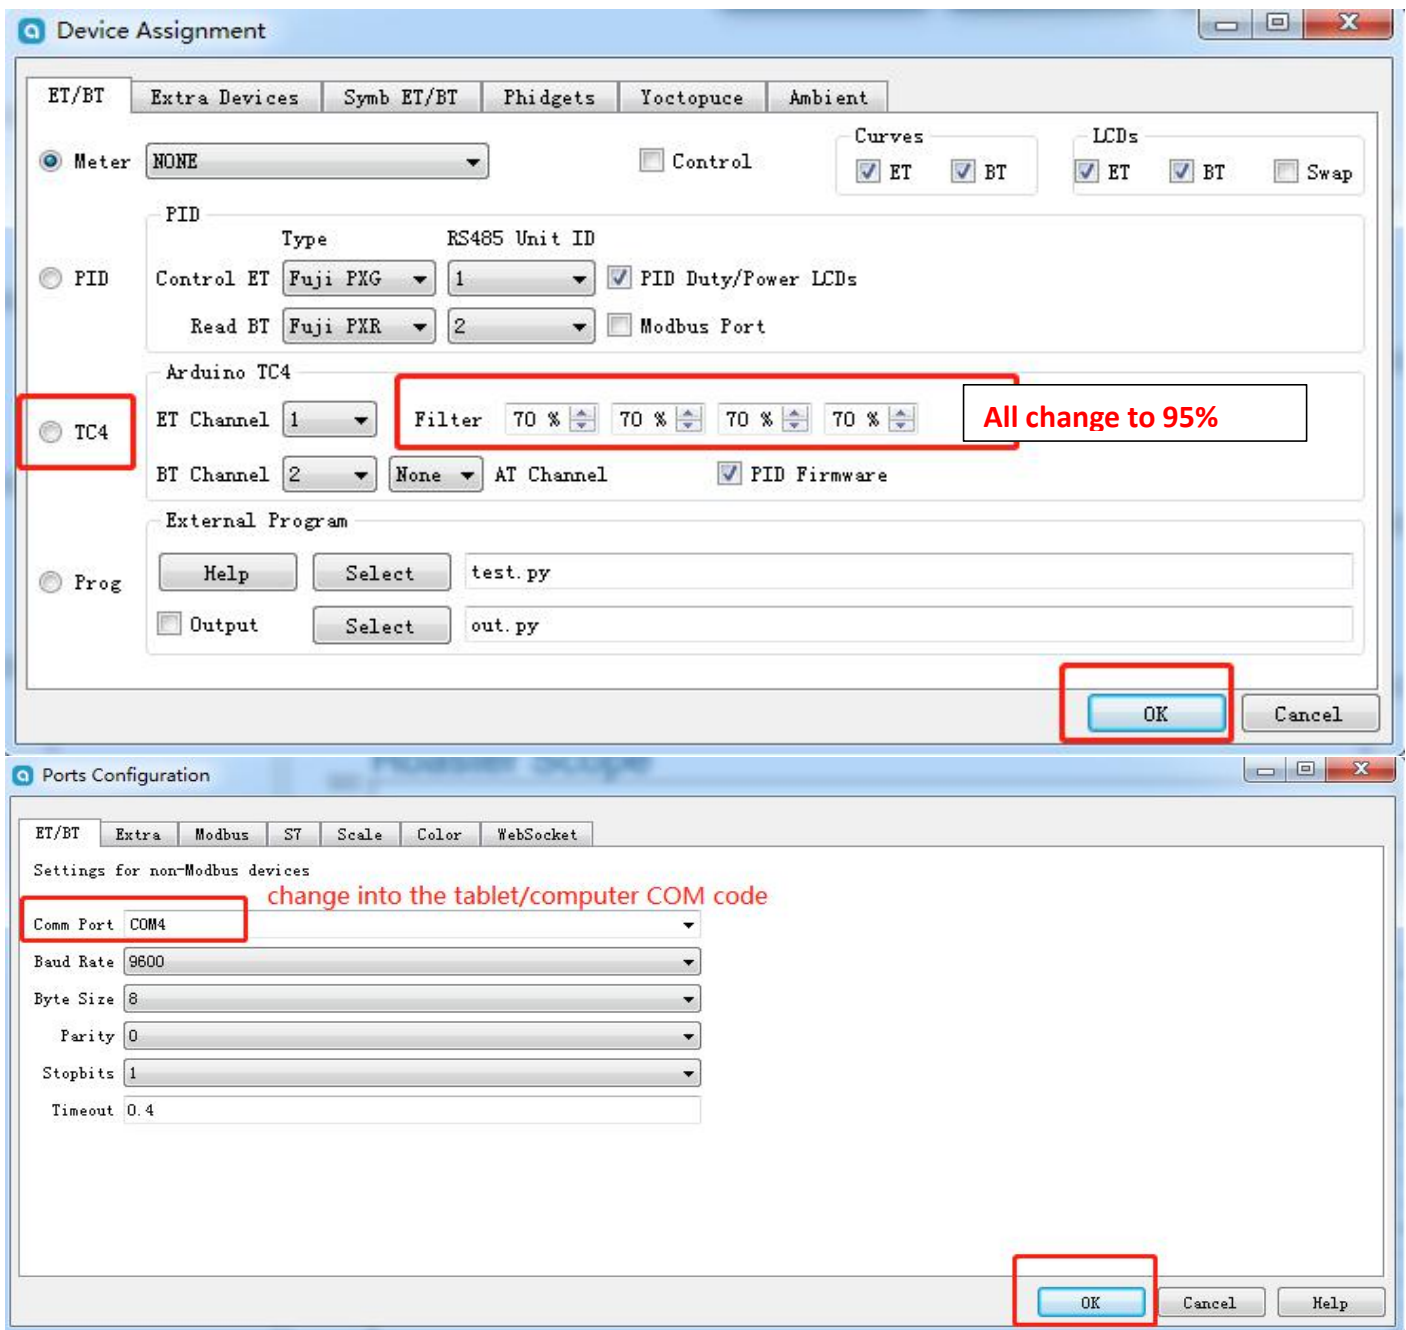 Device Assignment
ET/BT Extra Devices Symb ET/BT Phidgets Yoctopuce Ambient
Curves LCDs
Meter NONE Control ET BT ET BT Swap
PID
Type RS485 Unit ID
PID Control ET Fuji PXG 1 PID Duty/Power LCDs
Read BT Fuji PXR 2 Modbus Port
Arduino TC4
TC4 ET Channel 1 Filter 70 % 70 % 70 % 70 % All change to 95%
BT Channel 2 None AT Channel PID Firmware
External Program
Prog Help Select test.py
Output Select out.py
OK Cancel
Roaster Scope
Ports Configuration
ET/BT Extra Modbus S7 Scale Color WebSocket
Settings for non-Modbus devices
change into the tablet/computer COM code
Comm Port COM4
Baud Rate 9600
Byte Size 8
Parity 0
Stopbits 1
Timeout 0.4
OK Cancel Help